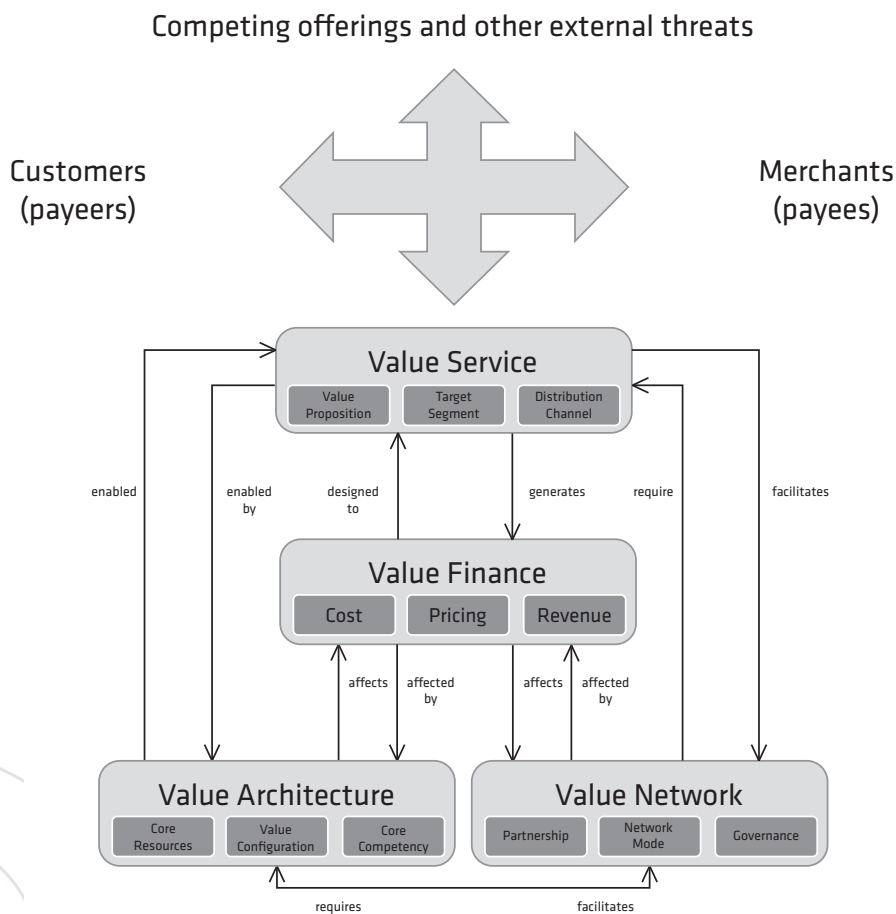 Competing offerings and other external threats
Customers
(payeers)
Merchants
(payees)
Value Service
Value
Proposition
Target
Segment
Distribution
Channel
enabled
enabled
by
designed
to
generates
require
facilitates
Value Finance
Cost
Pricing
Revenue
affects
affected
by
affects
affected
by
Value Architecture
Core
Resources
Value
Configuration
Core
Competency
Value Network
Partnership
Network
Mode
Governance
requires
facilitates